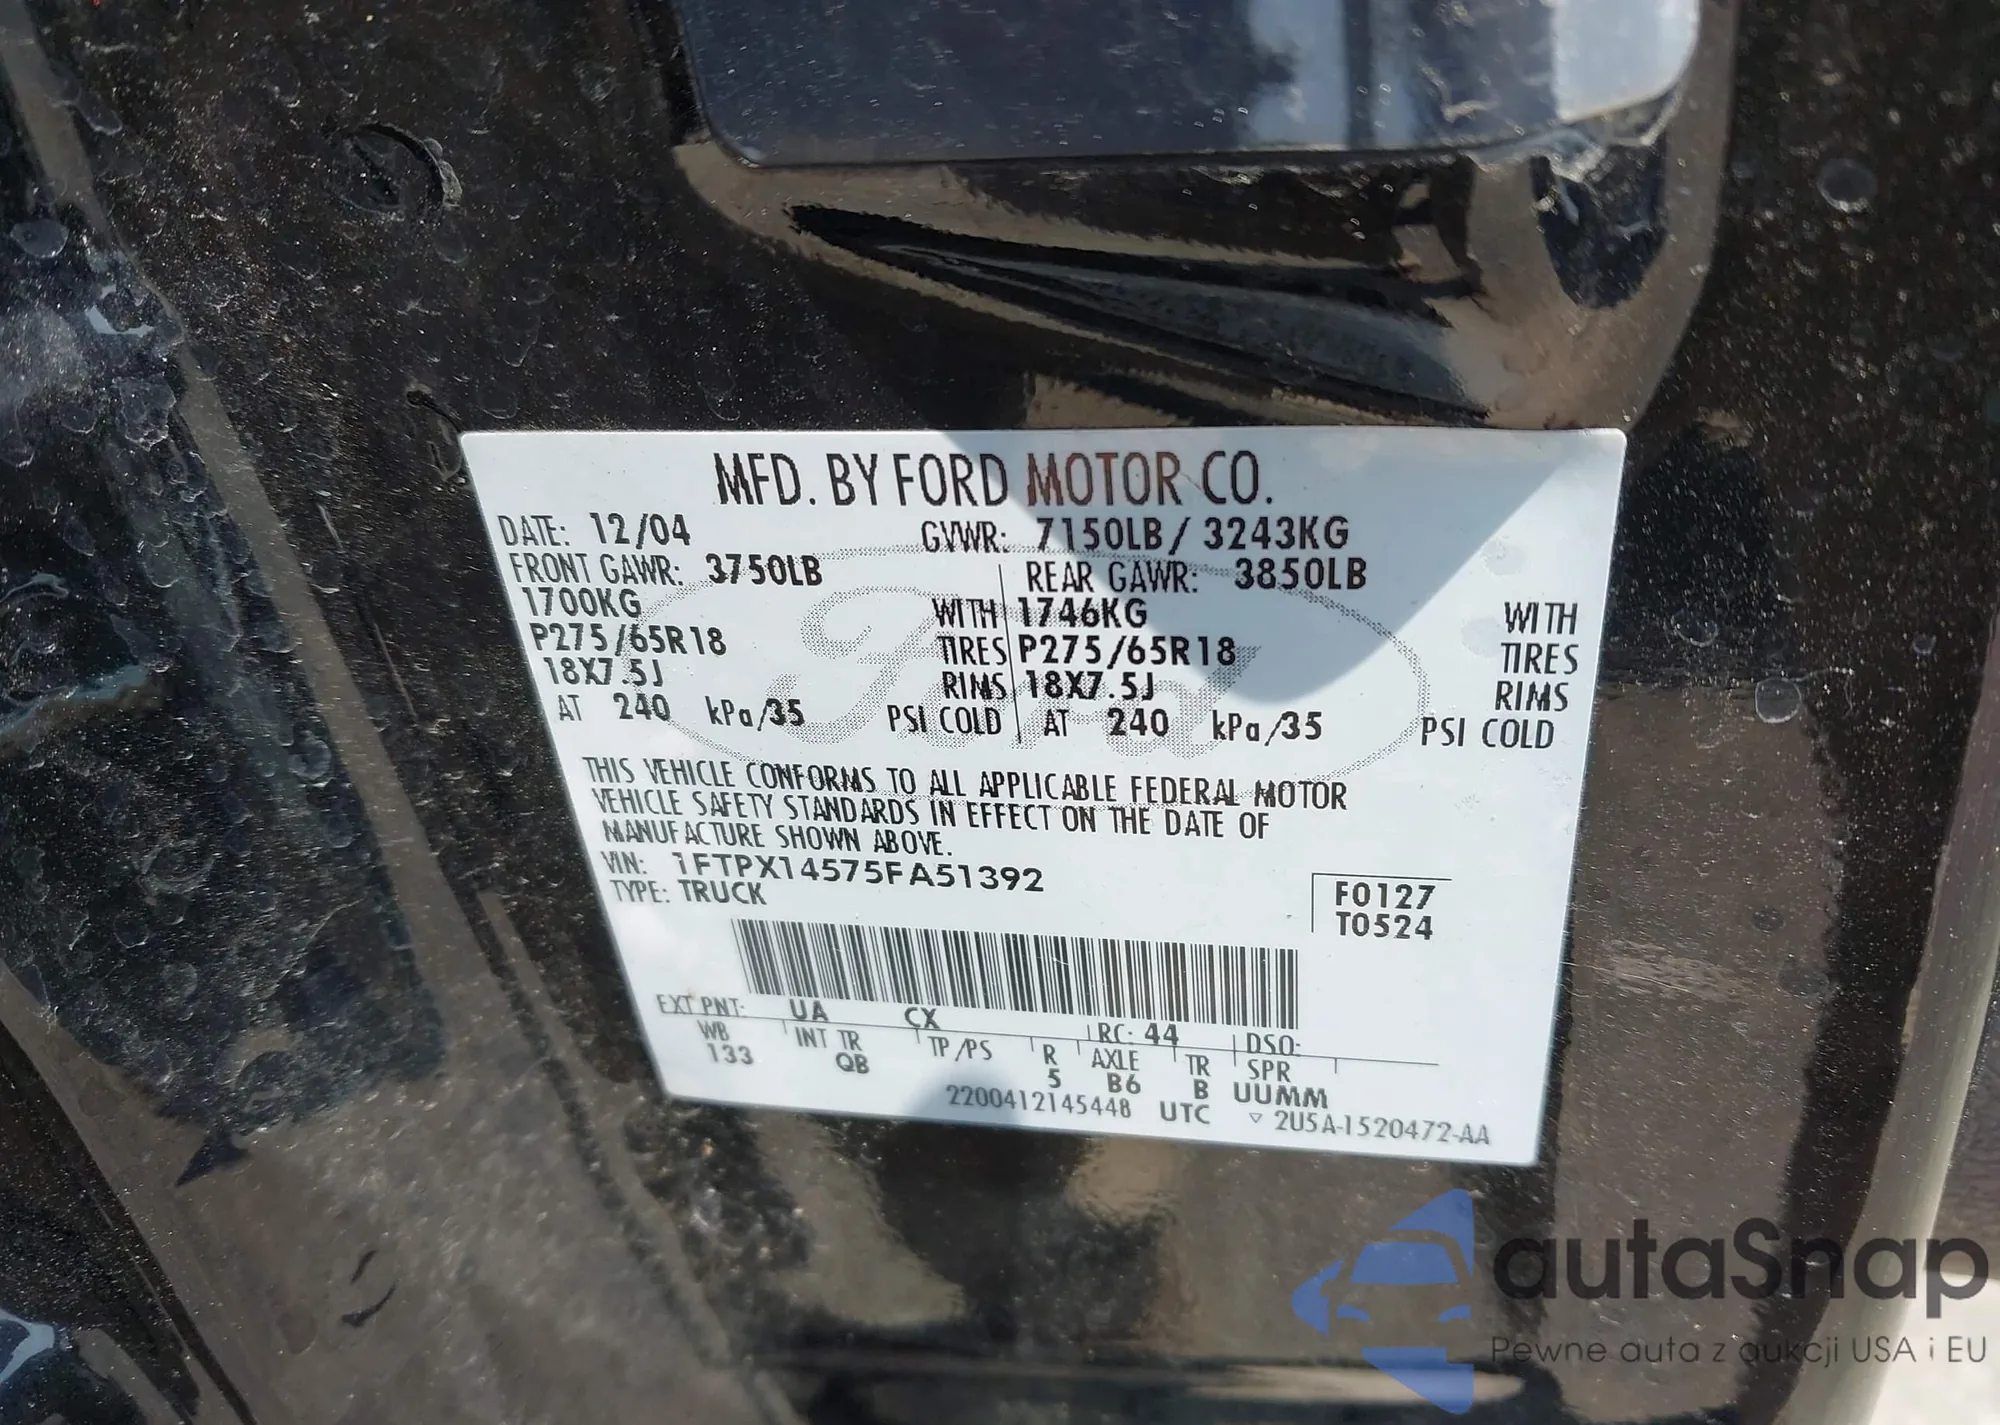 MFD. BY FORD MOTOR CO.
DATE: 12/04 GVWR: 7150LB / 3243KG
FRONT GAWR: 3750LB REAR GAWR: 3850LB
1700KG WITH 1746KG WITH
P275/65R18 TIRES P275/65R18 TIRES
18X7.5J RIMS 18X7.5J RIMS
AT 240 kPa/35 PSI COLD AT 240 kPa/35 PSI COLD
THIS VEHICLE CONFORMS TO ALL APPLICABLE FEDERAL MOTOR
VEHICLE SAFETY STANDARDS IN EFFECT ON THE DATE OF
MANUFACTURE SHOWN ABOVE.
VIN: 1FTPX14575FA51392
TYPE: TRUCK
F0127
T0524
EXT PNT: UA CX RC: 44 DSO:
WB INT TR TP/PS R AXLE TR SPR
133 QB 5 B6 B UUMM
2200412145448 UTC ▽ 2U5A-1520472-AA
Ford
autaSnap
Pewne auta z aukcji USA i EU